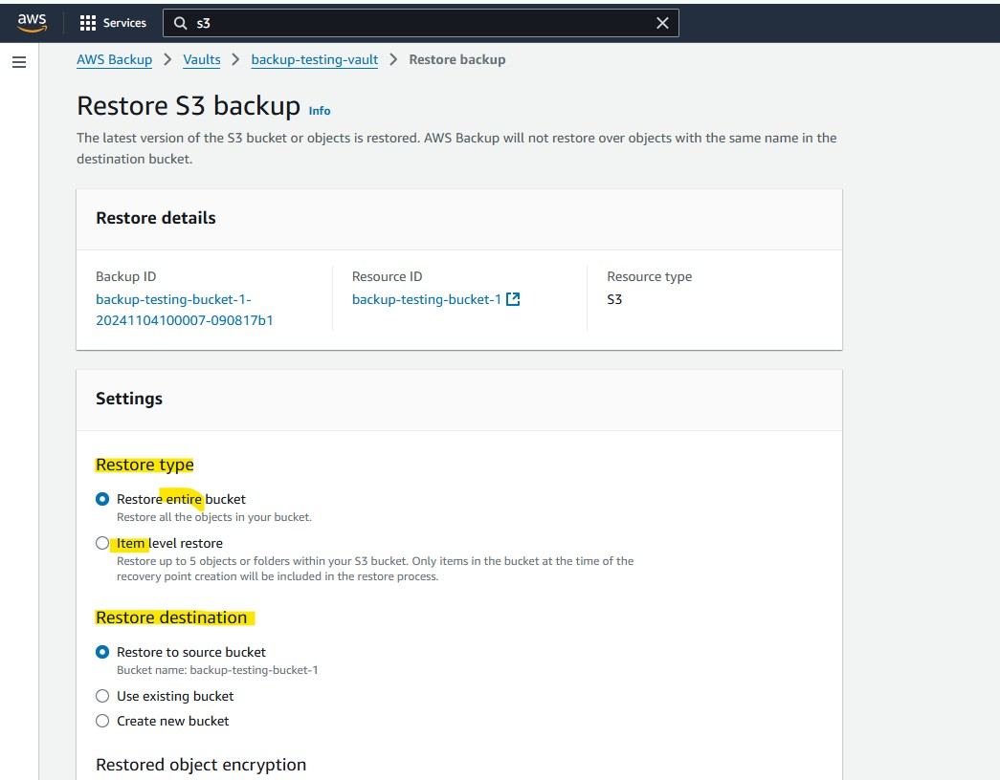 aws
Services
s3
AWS Backup > Vaults > backup-testing-vault > Restore backup
Restore S3 backup Info
The latest version of the S3 bucket or objects is restored. AWS Backup will not restore over objects with the same name in the
destination bucket.
Restore details
Backup ID
backup-testing-bucket-1-
20241104100007-090817b1
Resource ID
backup-testing-bucket-1
Resource type
S3
Settings
Restore type
Restore entire bucket
Restore all the objects in your bucket.
Item level restore
Restore up to 5 objects or folders within your S3 bucket. Only items in the bucket at the time of the
recovery point creation will be included in the restore process.
Restore destination
Restore to source bucket
Bucket name: backup-testing-bucket-1
Use existing bucket
Create new bucket
Restored object encryption